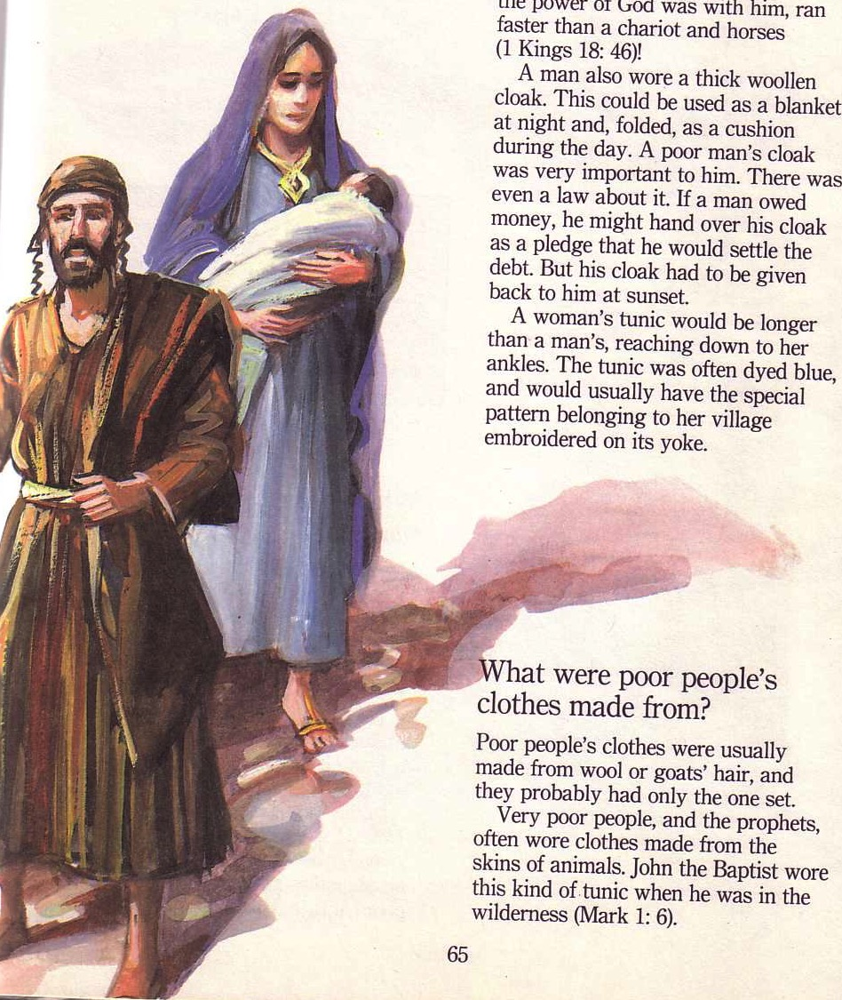 the power of God was with him, ran
faster than a chariot and horses
(1 Kings 18: 46)!
A man also wore a thick woollen
cloak. This could be used as a blanket
at night and, folded, as a cushion
during the day. A poor man's cloak
was very important to him. There was
even a law about it. If a man owed
money, he might hand over his cloak
as a pledge that he would settle the
debt. But his cloak had to be given
back to him at sunset.
A woman's tunic would be longer
than a man's, reaching down to her
ankles. The tunic was often dyed blue,
and would usually have the special
pattern belonging to her village
embroidered on its yoke.
What were poor people's
clothes made from?
Poor people's clothes were usually
made from wool or goats' hair, and
they probably had only the one set.
Very poor people, and the prophets,
often wore clothes made from the
skins of animals. John the Baptist wore
this kind of tunic when he was in the
wilderness (Mark 1: 6).
65